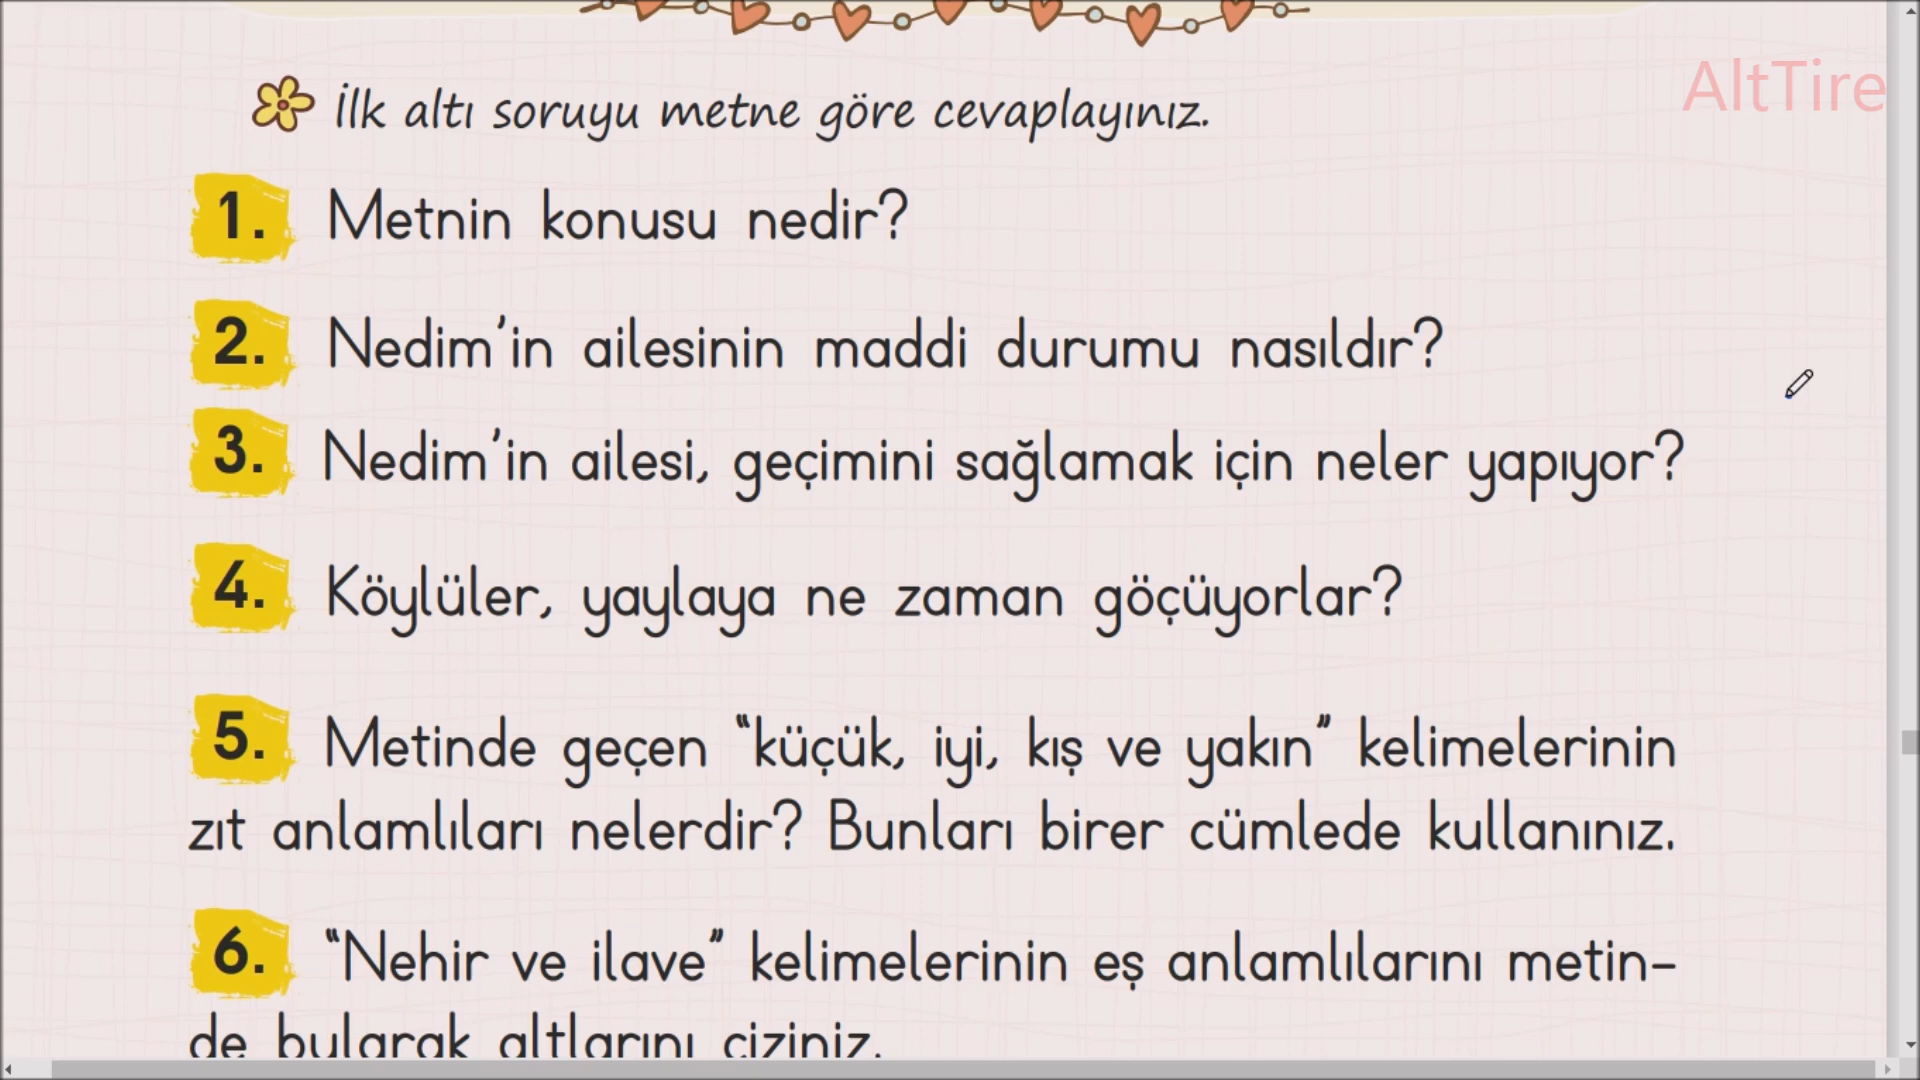 AltTire
İlk altı soruyu metne göre cevaplayınız.
1. Metnin konusu nedir?
2. Nedim'in ailesinin maddi durumu nasıldır?
3. Nedim'in ailesi, geçimini sağlamak için neler yapıyor?
4. Köylüler, yaylaya ne zaman göçüyorlar?
5. Metinde geçen “küçük, iyi, kış ve yakın” kelimelerinin
zıt anlamlıları nelerdir? Bunları birer cümlede kullanınız.
6. “Nehir ve ilave” kelimelerinin eş anlamlılarını metin-
de bularak altlarını çiziniz.